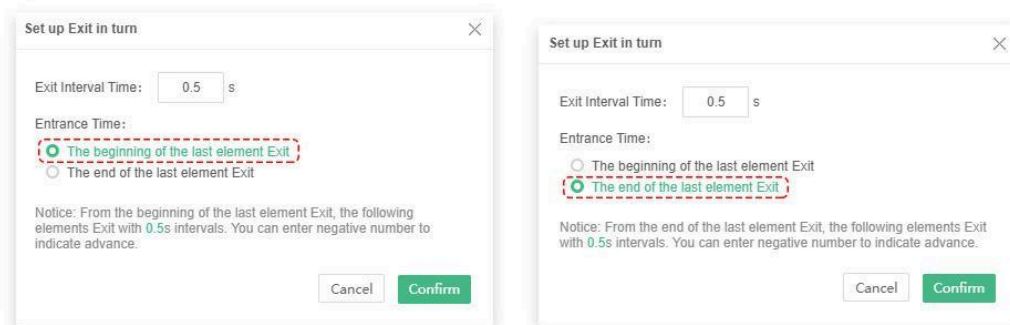 Set up Exit in turn
Exit Interval Time: 0.5 s
Entrance Time:
The beginning of the last element Exit
The end of the last element Exit
Notice: From the beginning of the last element Exit, the following
elements Exit with 0.5s intervals. You can enter negative number to
indicate advance.
Cancel Confirm
Set up Exit in turn
Exit Interval Time: 0.5 s
Entrance Time:
The beginning of the last element Exit
The end of the last element Exit
Notice: From the end of the last element Exit, the following elements Exit
with 0.5s intervals. You can enter negative number to indicate advance.
Cancel Confirm